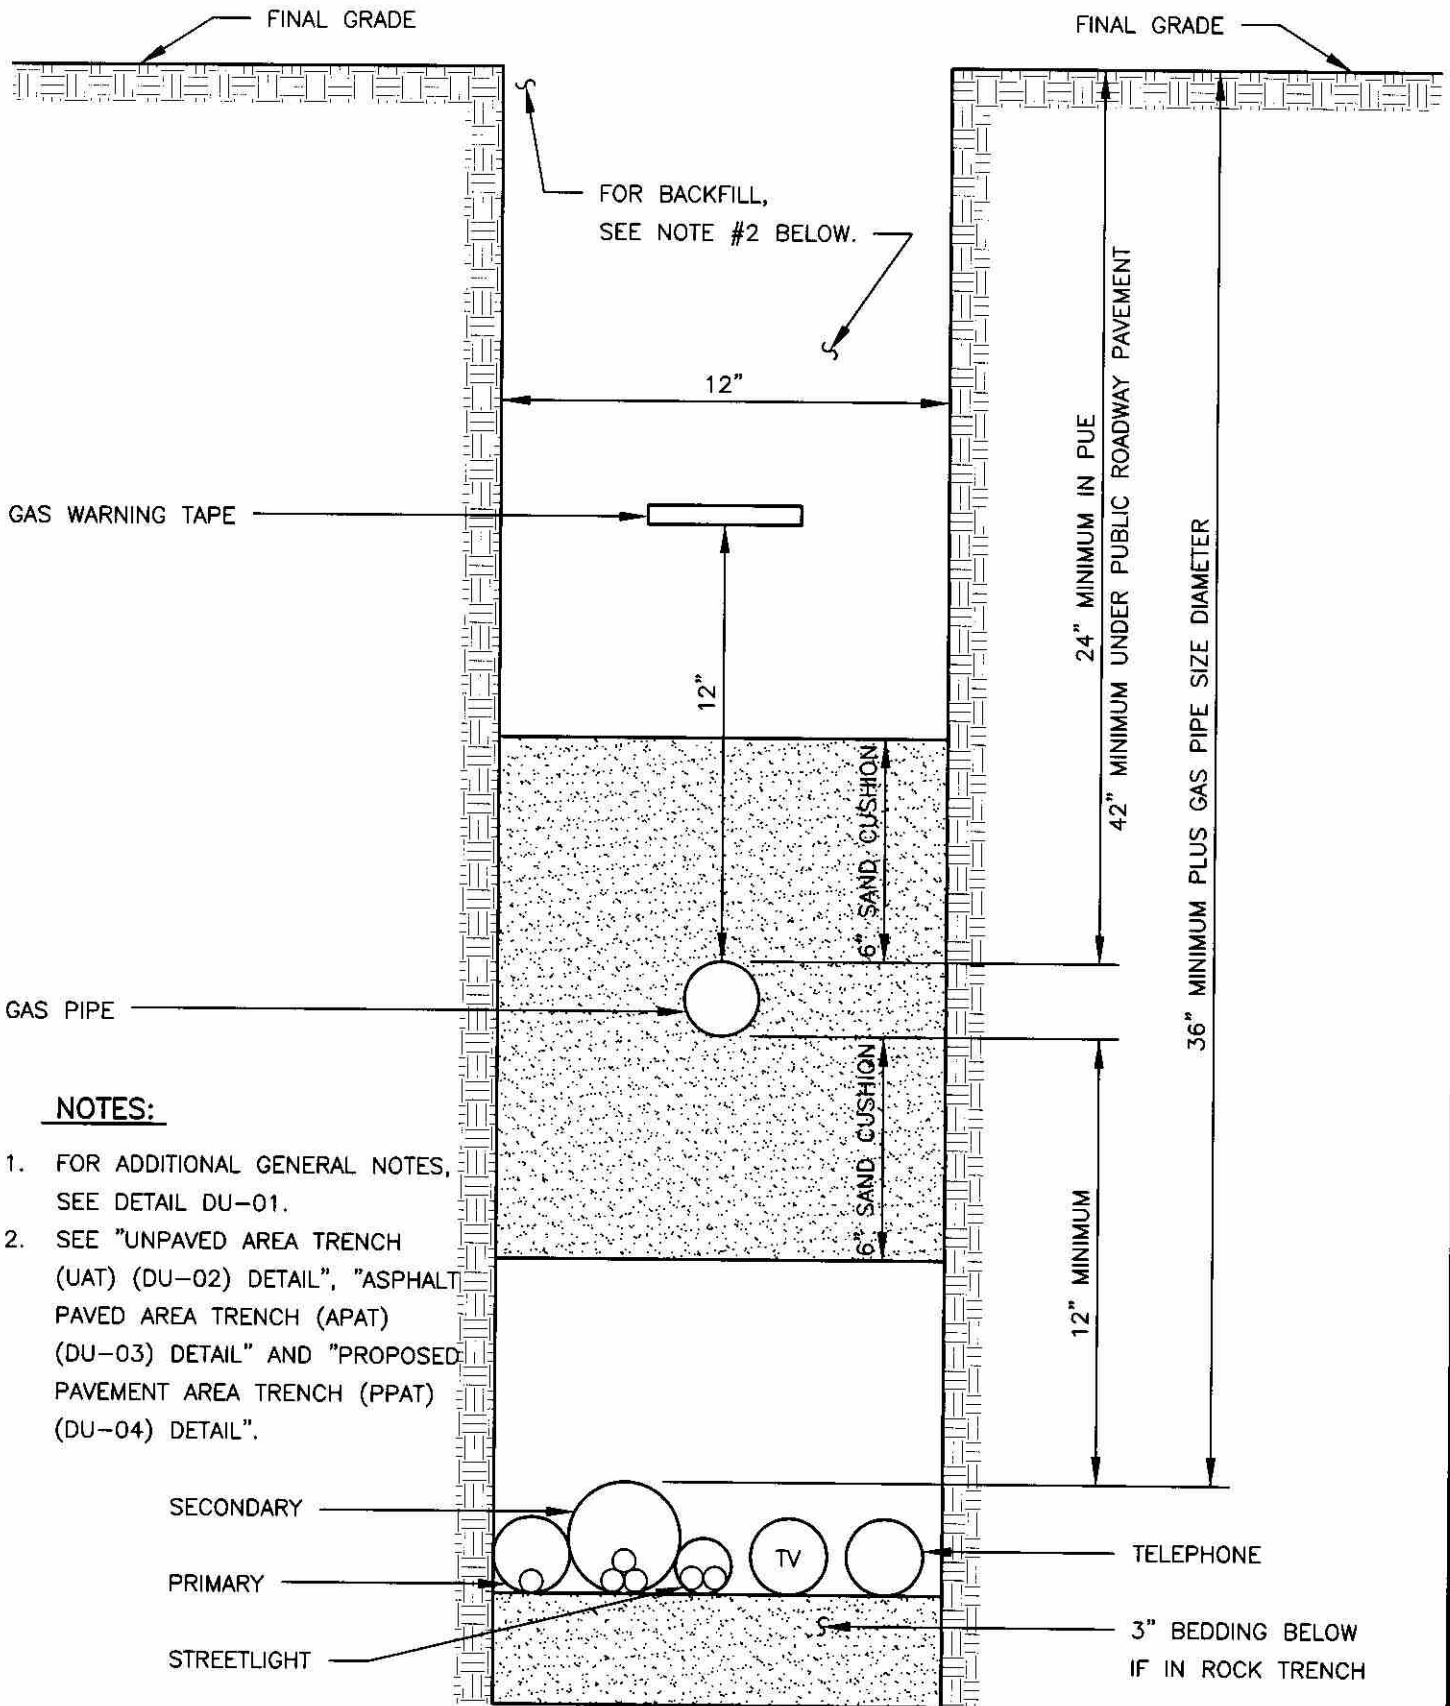 FINAL GRADE
FINAL GRADE
FOR BACKFILL,
SEE NOTE #2 BELOW.
12"
GAS WARNING TAPE
12"
24" MINIMUM IN PUE
42" MINIMUM UNDER PUBLIC ROADWAY PAVEMENT
36" MINIMUM PLUS GAS PIPE SIZE DIAMETER
6" SAND CUSHION
GAS PIPE
6" SAND CUSHION
12" MINIMUM
NOTES:
1. FOR ADDITIONAL GENERAL NOTES,
SEE DETAIL DU-01.
2. SEE "UNPAVED AREA TRENCH
(UAT) (DU-02) DETAIL", "ASPHALT
PAVED AREA TRENCH (APAT)
(DU-03) DETAIL" AND "PROPOSED
PAVEMENT AREA TRENCH (PPAT)
(DU-04) DETAIL".
SECONDARY
TV
TELEPHONE
PRIMARY
STREETLIGHT
3" BEDDING BELOW
IF IN ROCK TRENCH